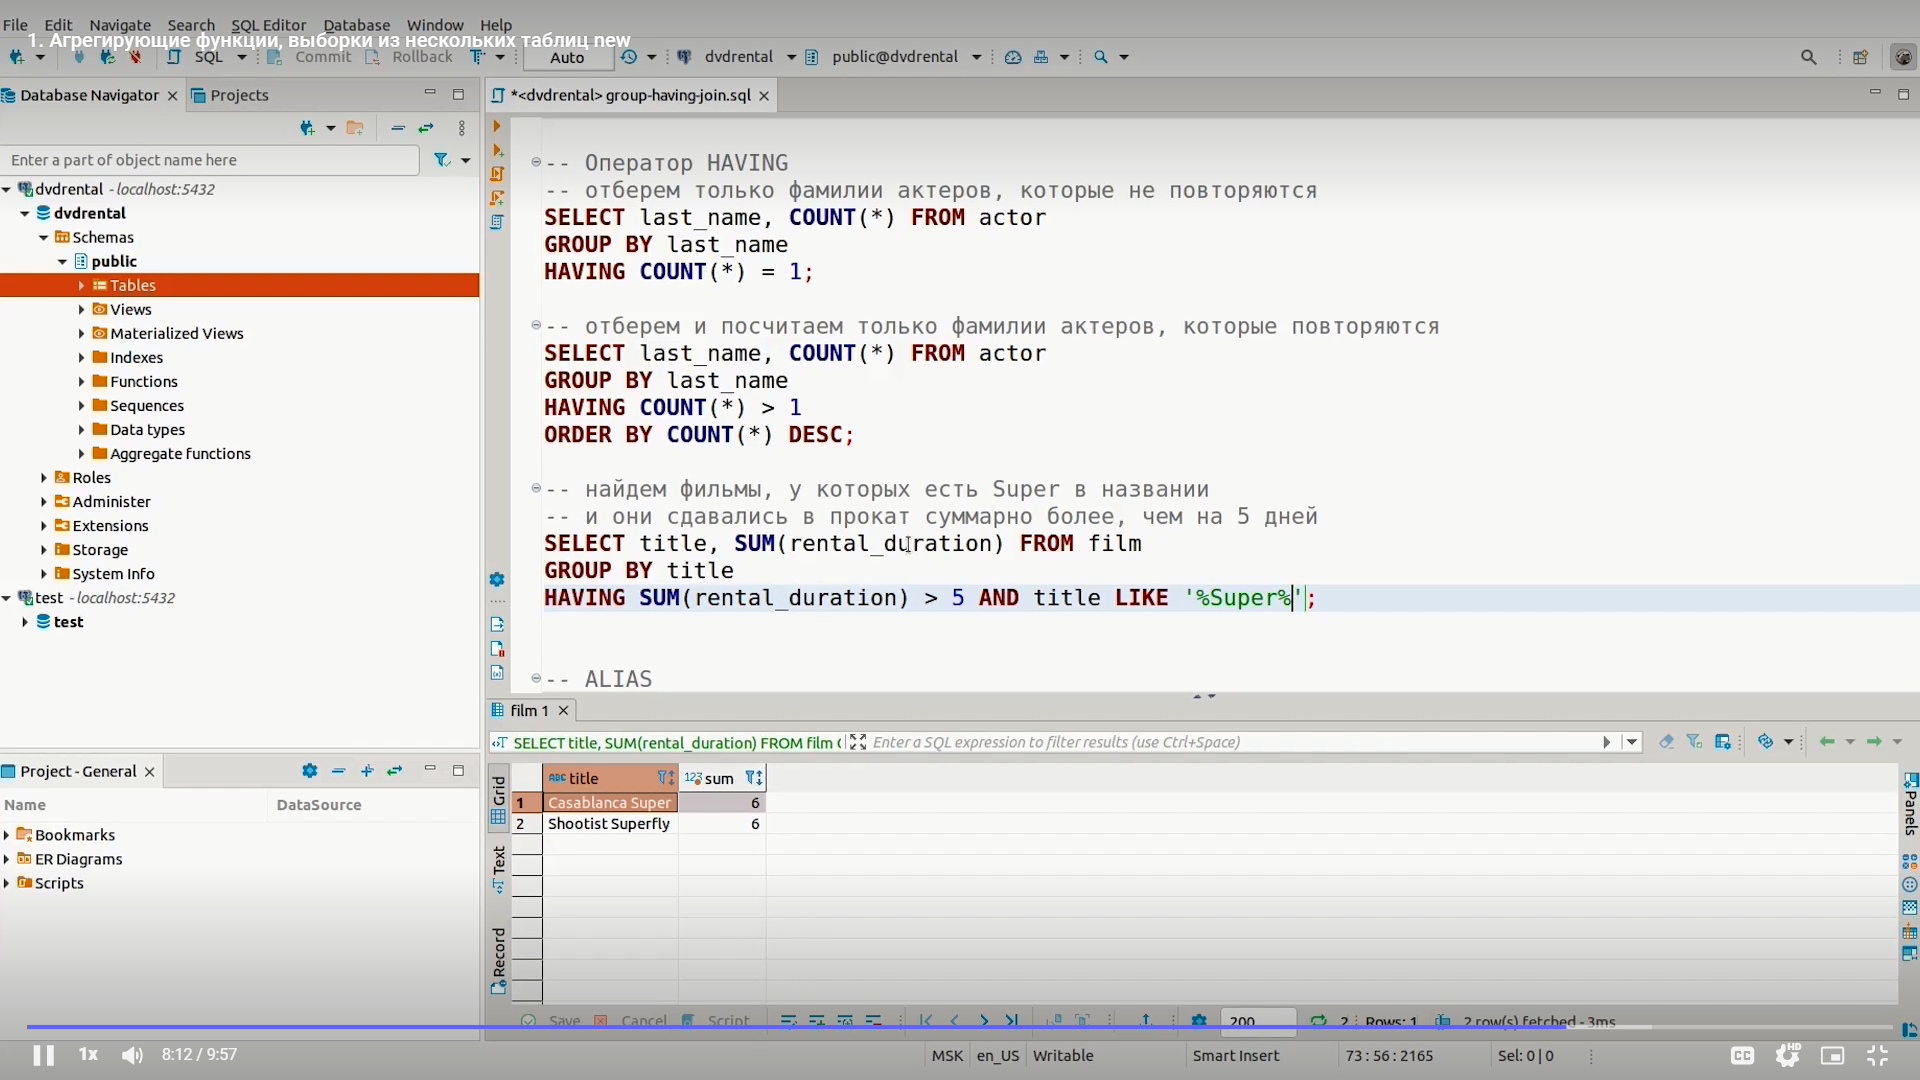 File Edit Navigate Search SQL Editor Database Window Help
1. Агрегирующие функции, выборки из нескольких таблиц new
SQL Commit Rollback Auto dvdrental public@dvdrental
Database Navigator Projects
*<dvdrental> group-having-join.sql
Enter a part of object name here
dvdrental - localhost:5432
dvdrental
Schemas
public
Tables
Views
Materialized Views
Indexes
Functions
Sequences
Data types
Aggregate functions
Roles
Administer
Extensions
Storage
System Info
test - localhost:5432
test
-- Оператор HAVING
-- отберем только фамилии актеров, которые не повторяются
SELECT last_name, COUNT(*) FROM actor
GROUP BY last_name
HAVING COUNT(*) = 1;
-- отберем и посчитаем только фамилии актеров, которые повторяются
SELECT last_name, COUNT(*) FROM actor
GROUP BY last_name
HAVING COUNT(*) > 1
ORDER BY COUNT(*) DESC;
-- найдем фильмы, у которых есть Super в названии
-- и они сдавались в прокат суммарно более, чем на 5 дней
SELECT title, SUM(rental_duration) FROM film
GROUP BY title
HAVING SUM(rental_duration) > 5 AND title LIKE '%Super%';
-- ALIAS
Project - General
Name DataSource
Bookmarks
ER Diagrams
Scripts
film 1
SELECT title, SUM(rental_duration) FROM film Enter a SQL expression to filter results (use Ctrl+Space)
Grid
Text
Record
Panels
ABC title 123 sum
1 Casablanca Super 6
2 Shootist Superfly 6
Save Cancel Script 200 2 Rows: 1 2 row(s) fetched - 3ms
1x 8:12 / 9:57 MSK en_US Writable Smart Insert 73 : 56 : 2165 Sel: 0 | 0 CC HD